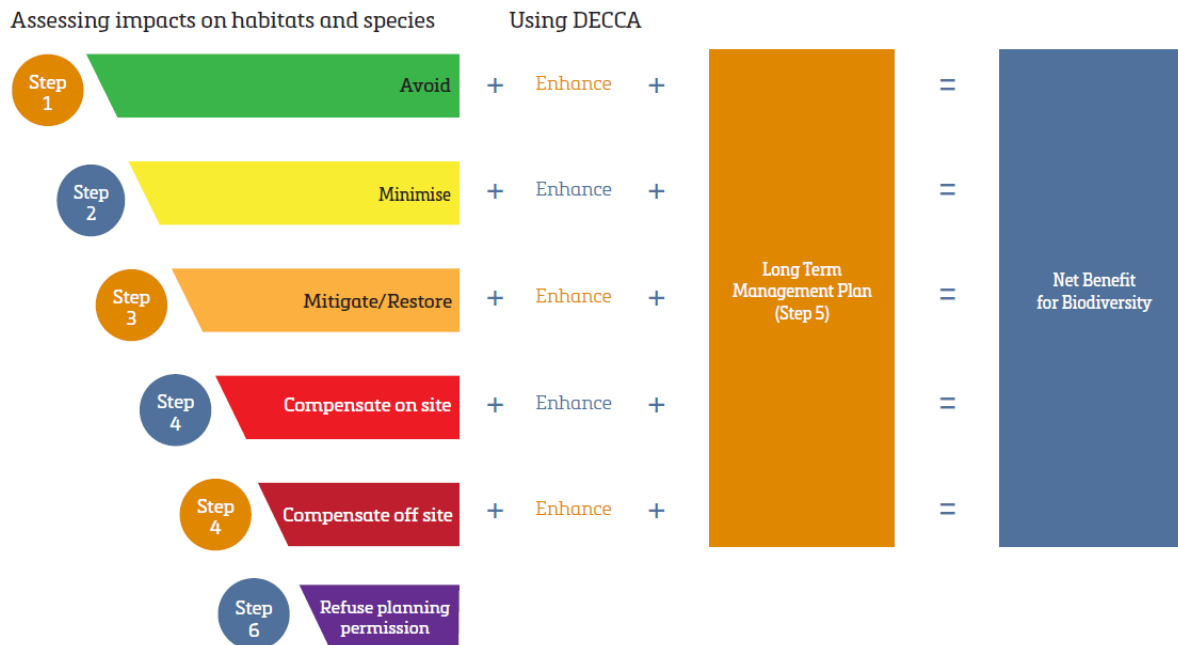 Assessing impacts on habitats and species
Using DECCA
Step
1
Avoid
+ Enhance +
=
Step
2
Minimise
+ Enhance +
=
Step
3
Mitigate/Restore
+ Enhance +
Long Term
Management Plan
(Step 5)
=
Net Benefit
for Biodiversity
Step
4
Compensate on site
+ Enhance +
=
Step
4
Compensate off site
+ Enhance +
=
Step
6
Refuse planning
permission